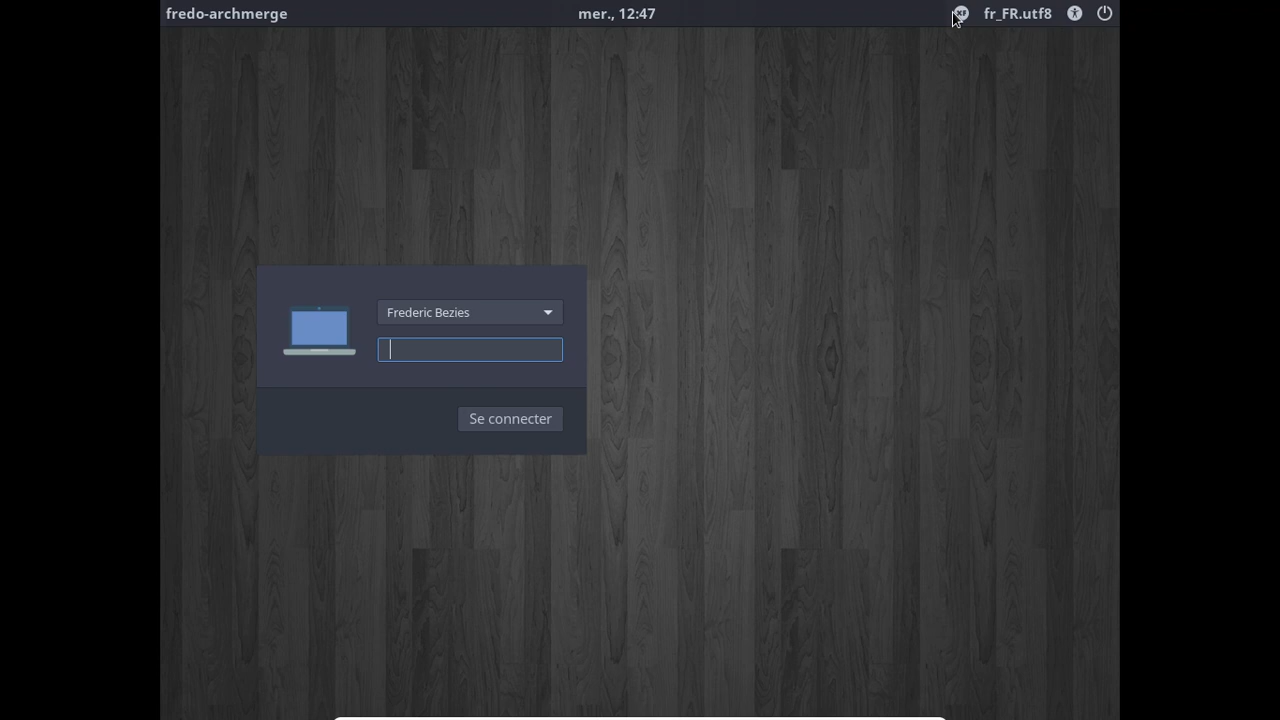 fredo-archmerge
mer., 12:47
fr_FR.utf8
Frederic Bezies
Se connecter